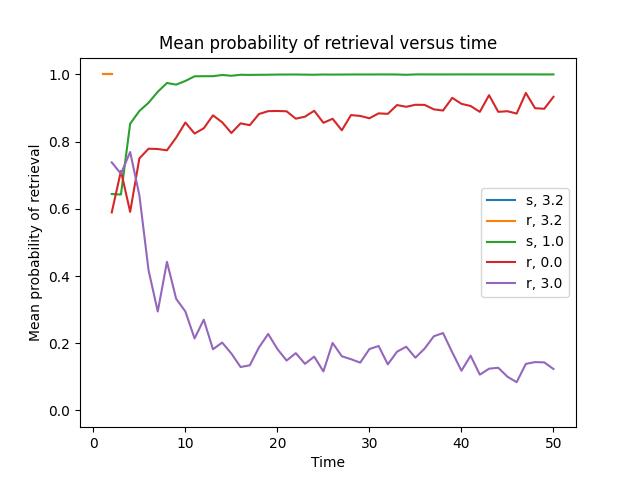 Mean probability of retrieval versus time
Mean probability of retrieval
1.0
0.8
0.6
0.4
0.2
0.0
s, 3.2
r, 3.2
s, 1.0
r, 0.0
r, 3.0
0 10 20 30 40 50
Time